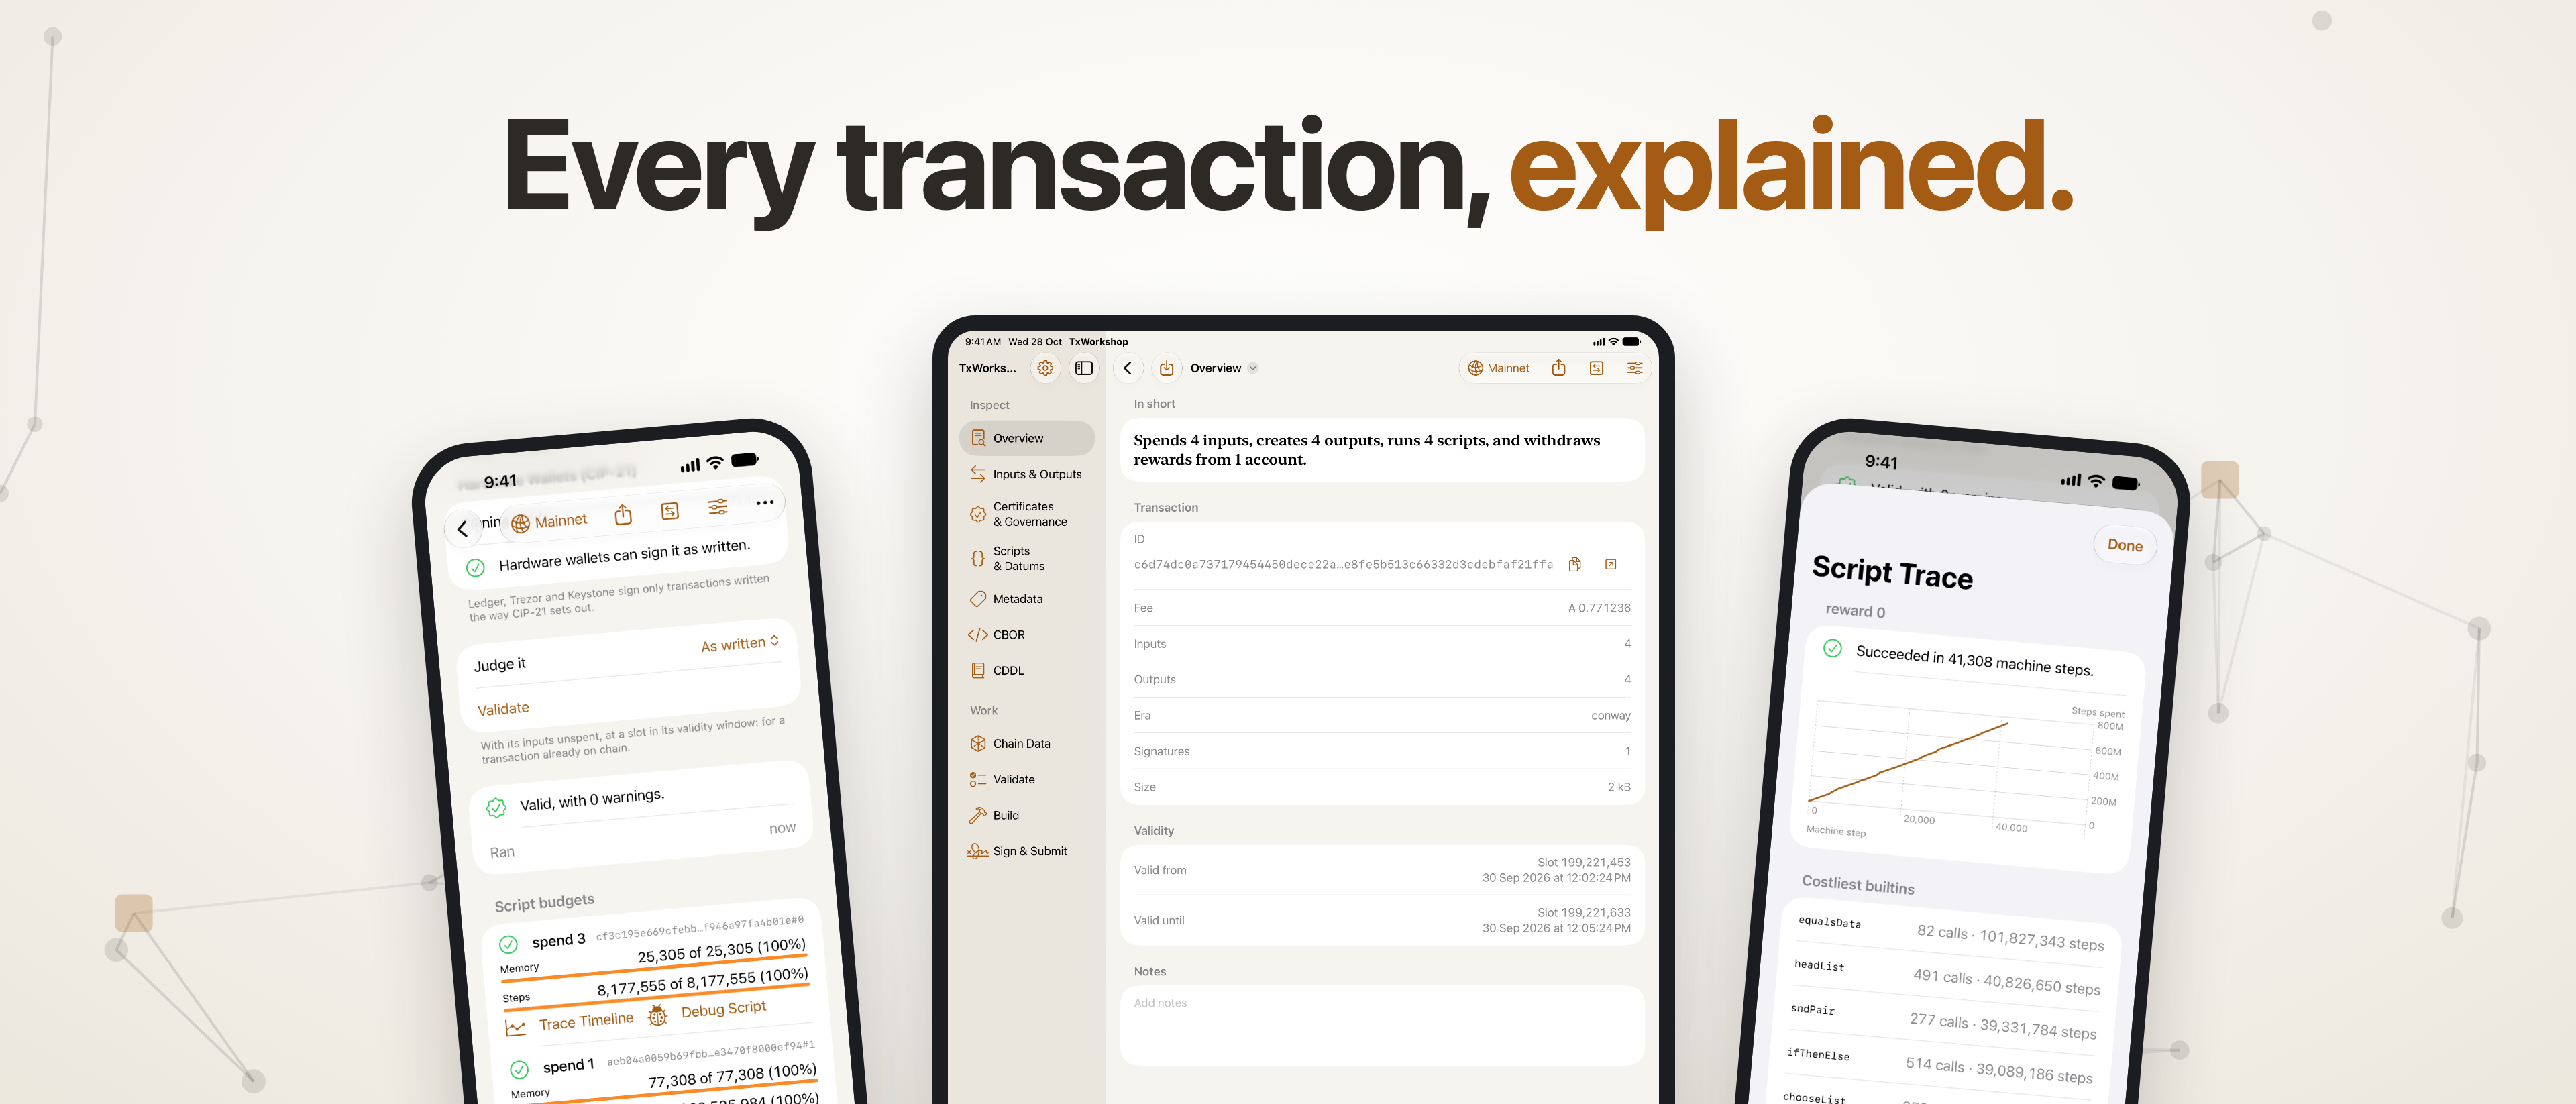 Every transaction, explained.
9:41
Mainnet
Hardware wallets can sign it as written.
Ledger, Trezor and Keystone sign only transactions written
the way CIP-21 sets out.
Judge it
As written
Validate
With its inputs unspent, at a slot in its validity window: for a
transaction already on chain.
Valid, with 0 warnings.
Ran
now
Script budgets
spend 3 cf3c195e669cfebb…f946a97fa4b01e#0
Memory 25,305 of 25,305 (100%)
Steps 8,177,555 of 8,177,555 (100%)
Trace Timeline Debug Script
spend 1 aeb04a0059b69fbb…e3470f8000ef94#1
Memory 77,308 of 77,308 (100%)
9:41 AM Wed 28 Oct TxWorkshop
TxWorks...
Inspect
Overview
Inputs & Outputs
Certificates
& Governance
Scripts
& Datums
Metadata
CBOR
CDDL
Work
Chain Data
Validate
Build
Sign & Submit
Overview
Mainnet
In short
Spends 4 inputs, creates 4 outputs, runs 4 scripts, and withdraws
rewards from 1 account.
Transaction
ID
c6d74dc0a737179454450dece22a…e8fe5b513c66332d3cdebfaf21ffa
Fee ₳ 0.771236
Inputs 4
Outputs 4
Era conway
Signatures 1
Size 2 kB
Validity
Valid from
Slot 199,221,453
30 Sep 2026 at 12:02:24 PM
Valid until
Slot 199,221,633
30 Sep 2026 at 12:05:24 PM
Notes
Add notes
9:41
Done
Script Trace
reward 0
Succeeded in 41,308 machine steps.
Steps spent
800M
600M
400M
200M
0
0 20,000 40,000
Machine step
Costliest builtins
equalsData 82 calls · 101,827,343 steps
headList 491 calls · 40,826,650 steps
sndPair 277 calls · 39,331,784 steps
ifThenElse 514 calls · 39,089,186 steps
chooseList